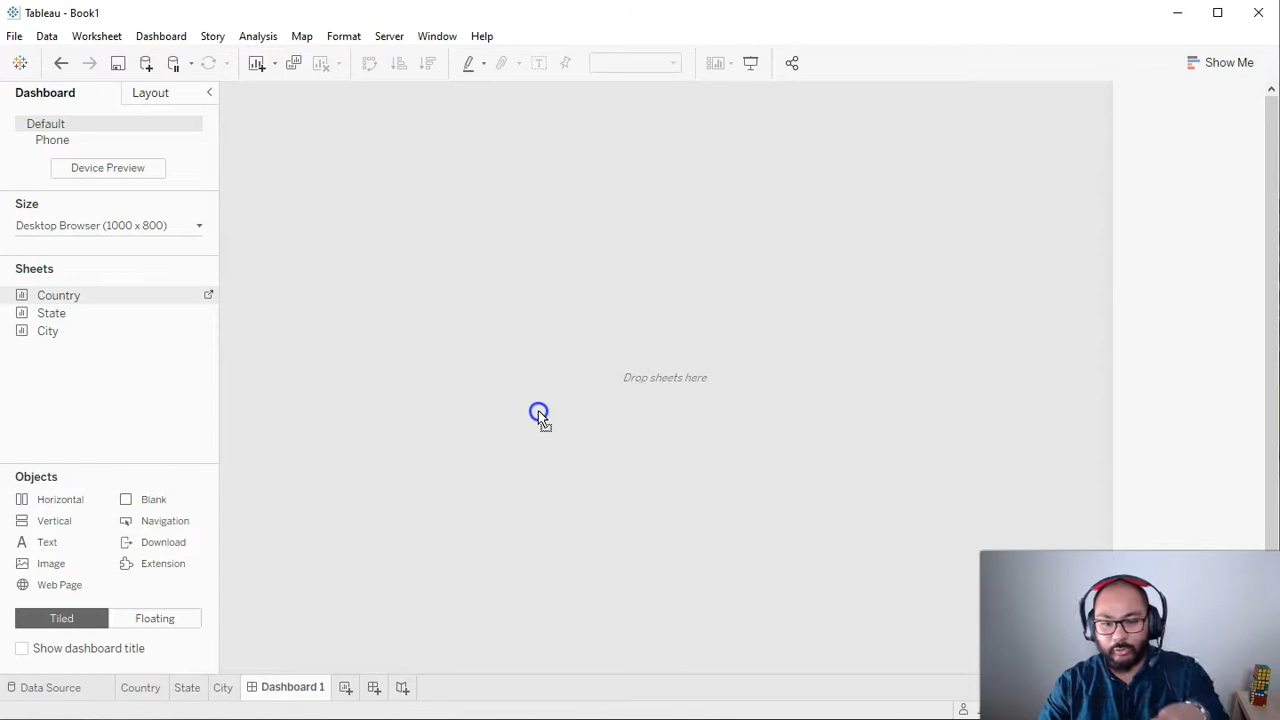 Tableau - Book1
File Data Worksheet Dashboard Story Analysis Map Format Server Window Help
Show Me
Dashboard Layout
Default
Phone
Device Preview
Size
Desktop Browser (1000 x 800)
Sheets
Country
State
City
Drop sheets here
Objects
Horizontal Blank
Vertical Navigation
A Text Download
Image Extension
Web Page
Tiled Floating
Show dashboard title
Data Source Country State City Dashboard 1